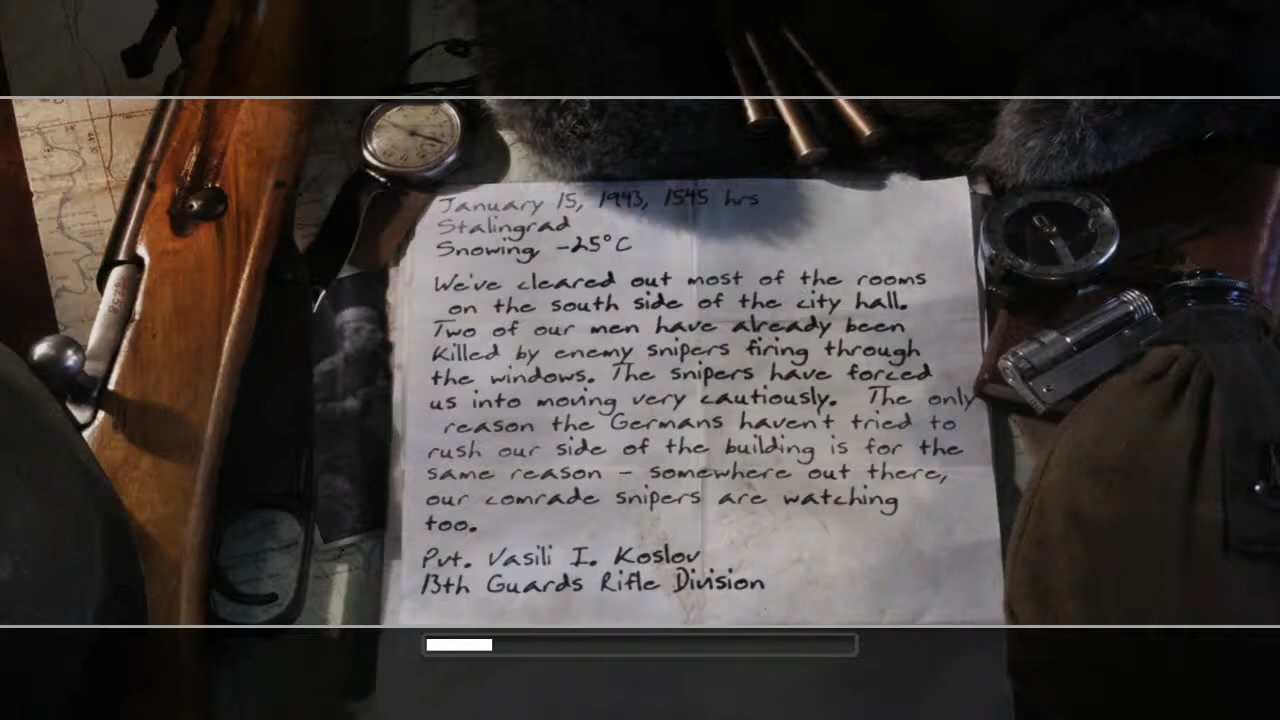 January 15, 1943, 1545 hrs
Stalingrad
Snowing -25°C
We've cleared out most of the rooms
on the south side of the city hall.
Two of our men have already been
killed by enemy snipers firing through
the windows. The snipers have forced
us into moving very cautiously. The only
reason the Germans haven't tried to
rush our side of the building is for the
same reason - somewhere out there,
our comrade snipers are watching
too.
Pvt. Vasili I. Koslov
13th Guards Rifle Division